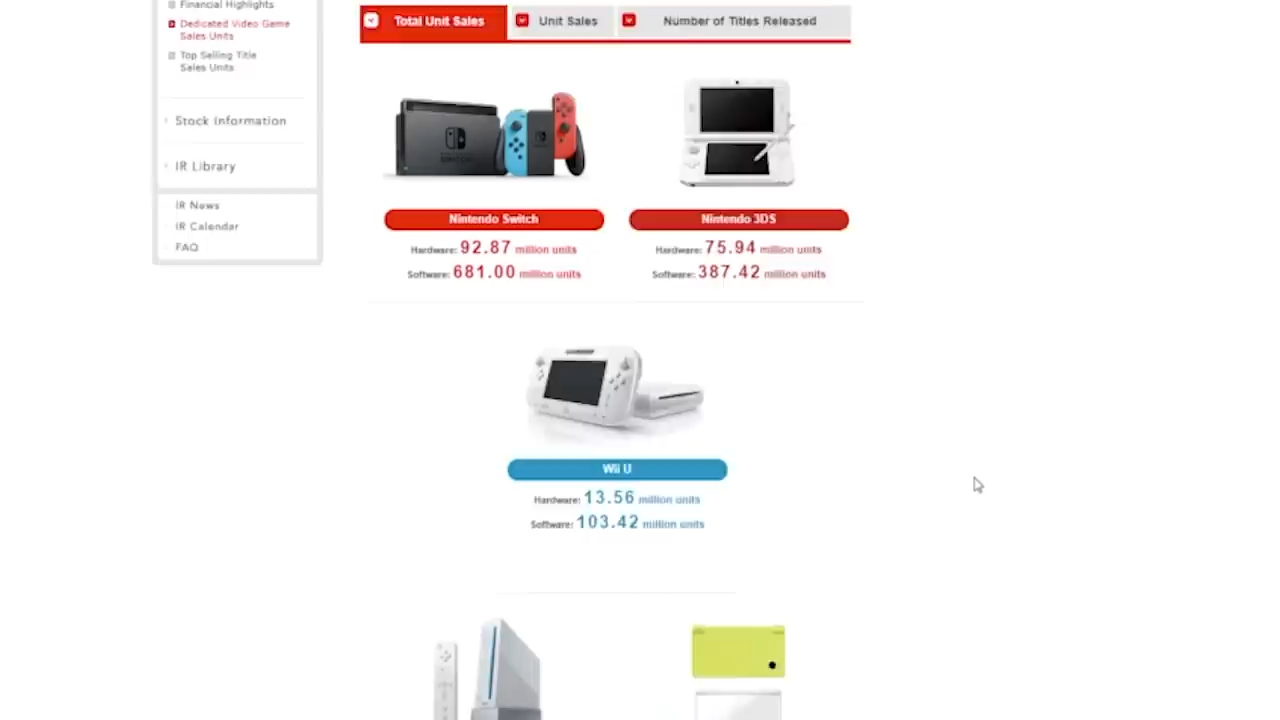 Financial Highlights
Dedicated Video Game
Sales Units
Top Selling Title
Sales Units
Stock Information
IR Library
IR News
IR Calendar
FAQ
Total Unit Sales
Unit Sales
Number of Titles Released
SWITCH
Nintendo Switch
Hardware: 92.87 million units
Software: 681.00 million units
Nintendo 3DS
Hardware: 75.94 million units
Software: 387.42 million units
Wii U
Hardware: 13.56 million units
Software: 103.42 million units